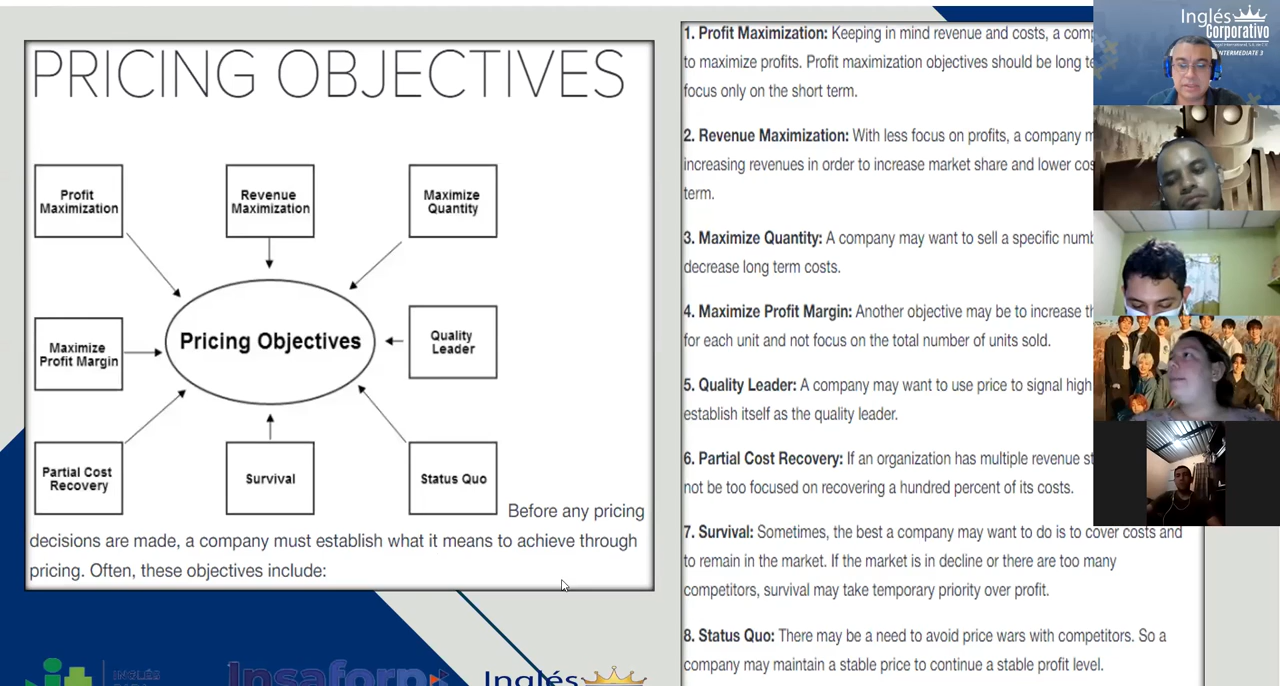 PRICING OBJECTIVES
Profit
Maximization
Revenue
Maximization
Maximize
Quantity
Maximize
Profit Margin
Pricing Objectives
Quality
Leader
Partial Cost
Recovery
Survival
Status Quo
Before any pricing
decisions are made, a company must establish what it means to achieve through
pricing. Often, these objectives include:
1. Profit Maximization: Keeping in mind revenue and costs, a
to maximize profits. Profit maximization objectives should be long
focus only on the short term.
2. Revenue Maximization: With less focus on profits, a company
increasing revenues in order to increase market share and lower
term.
3. Maximize Quantity: A company may want to sell a specific
decrease long term costs.
4. Maximize Profit Margin: Another objective may be to increase
for each unit and not focus on the total number of units sold.
5. Quality Leader: A company may want to use price to signal high
establish itself as the quality leader.
6. Partial Cost Recovery: If an organization has multiple revenue
not be too focused on recovering a hundred percent of its costs.
7. Survival: Sometimes, the best a company may want to do is to cover costs and
to remain in the market. If the market is in decline or there are too many
competitors, survival may take temporary priority over profit.
8. Status Quo: There may be a need to avoid price wars with competitors. So a
company may maintain a stable price to continue a stable profit level.
Inglés
Corporativo
INTERMEDIATE 3
INGLÉS
Insaforp
Inglés